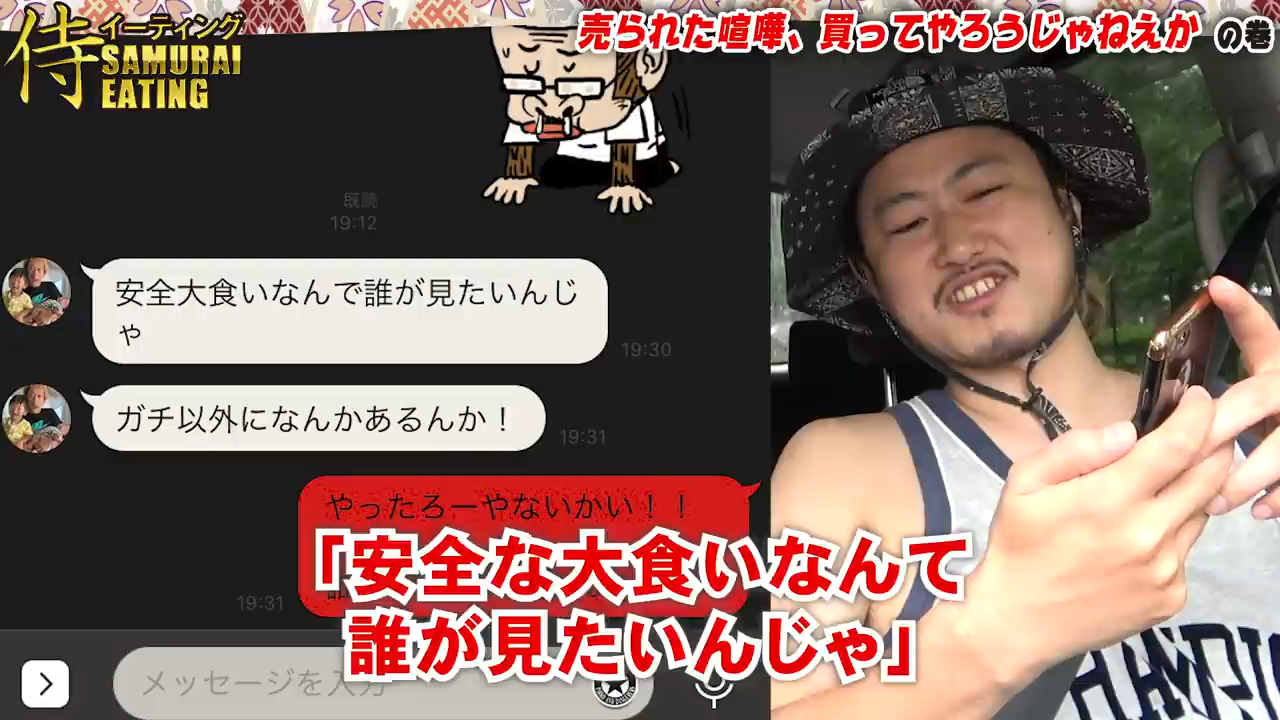 侍イーティング
SAMURAI
EATING
売られた喧嘩、買ってやろうじゃねえか の巻
既読
19:12
安全大食いなんで誰が見たいんじ
ゃ
19:30
ガチ以外になんかあるんか！
19:31
やったろーやないかい！！
19:31
「安全な大食いなんて
誰が見たいんじゃ」
メッセージを入力